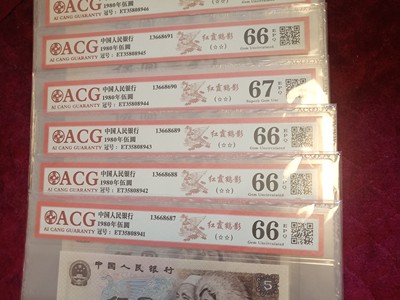 ACG 1980年伍圆
AI CANG GUARANTY 冠号：ET35808946
ACG 中国人民银行 13668691 红霞鹤影 66 EPQ
1980年伍圆 (☆☆)
AI CANG GUARANTY 冠号：ET35808945 Gem Uncirculated
ACG 中国人民银行 13668690 红霞鹤影 67 EPQ
1980年伍圆 (☆☆)
AI CANG GUARANTY 冠号：ET35808944 Superb Gem Unc
ACG 中国人民银行 13668689 红霞鹤影 66 EPQ
1980年伍圆 (☆☆)
AI CANG GUARANTY 冠号：ET35808943 Gem Uncirculated
ACG 中国人民银行 13668688 红霞鹤影 66 EPQ
1980年伍圆 (☆☆)
AI CANG GUARANTY 冠号：ET35808942 Gem Uncirculated
ACG 中国人民银行 13668687 红霞鹤影 66 EPQ
1980年伍圆 (☆☆)
AI CANG GUARANTY 冠号：ET35808941 Gem Uncirculated
中国人民银行 5